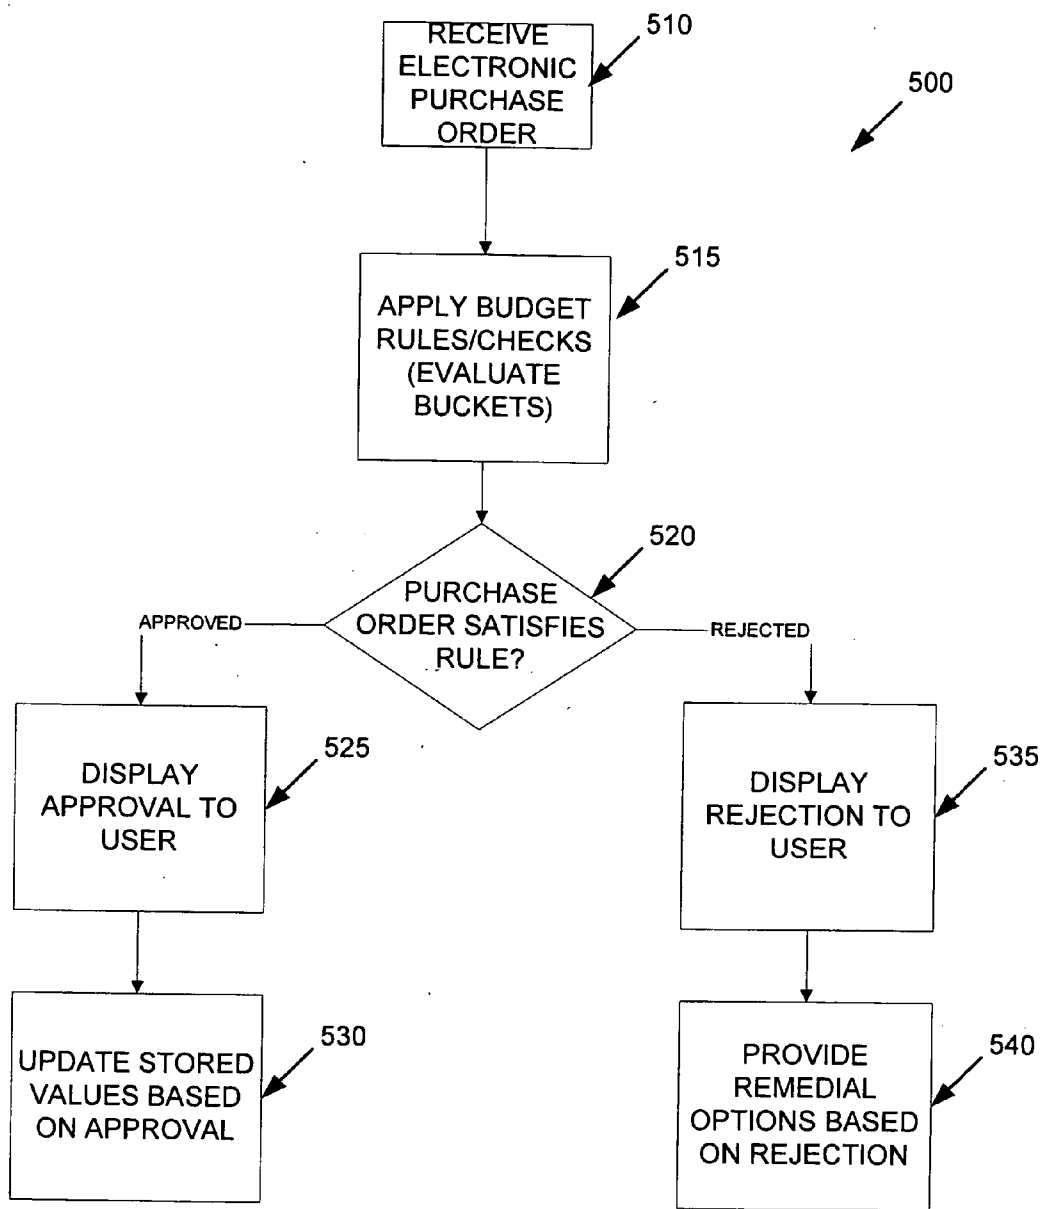 RECEIVE
ELECTRONIC
PURCHASE
ORDER
510
500
APPLY BUDGET
RULES/CHECKS
(EVALUATE
BUCKETS)
515
PURCHASE
ORDER SATISFIES
RULE?
520
APPROVED
REJECTED
DISPLAY
APPROVAL TO
USER
525
DISPLAY
REJECTION TO
USER
535
UPDATE STORED
VALUES BASED
ON APPROVAL
530
PROVIDE
REMEDIAL
OPTIONS BASED
ON REJECTION
540